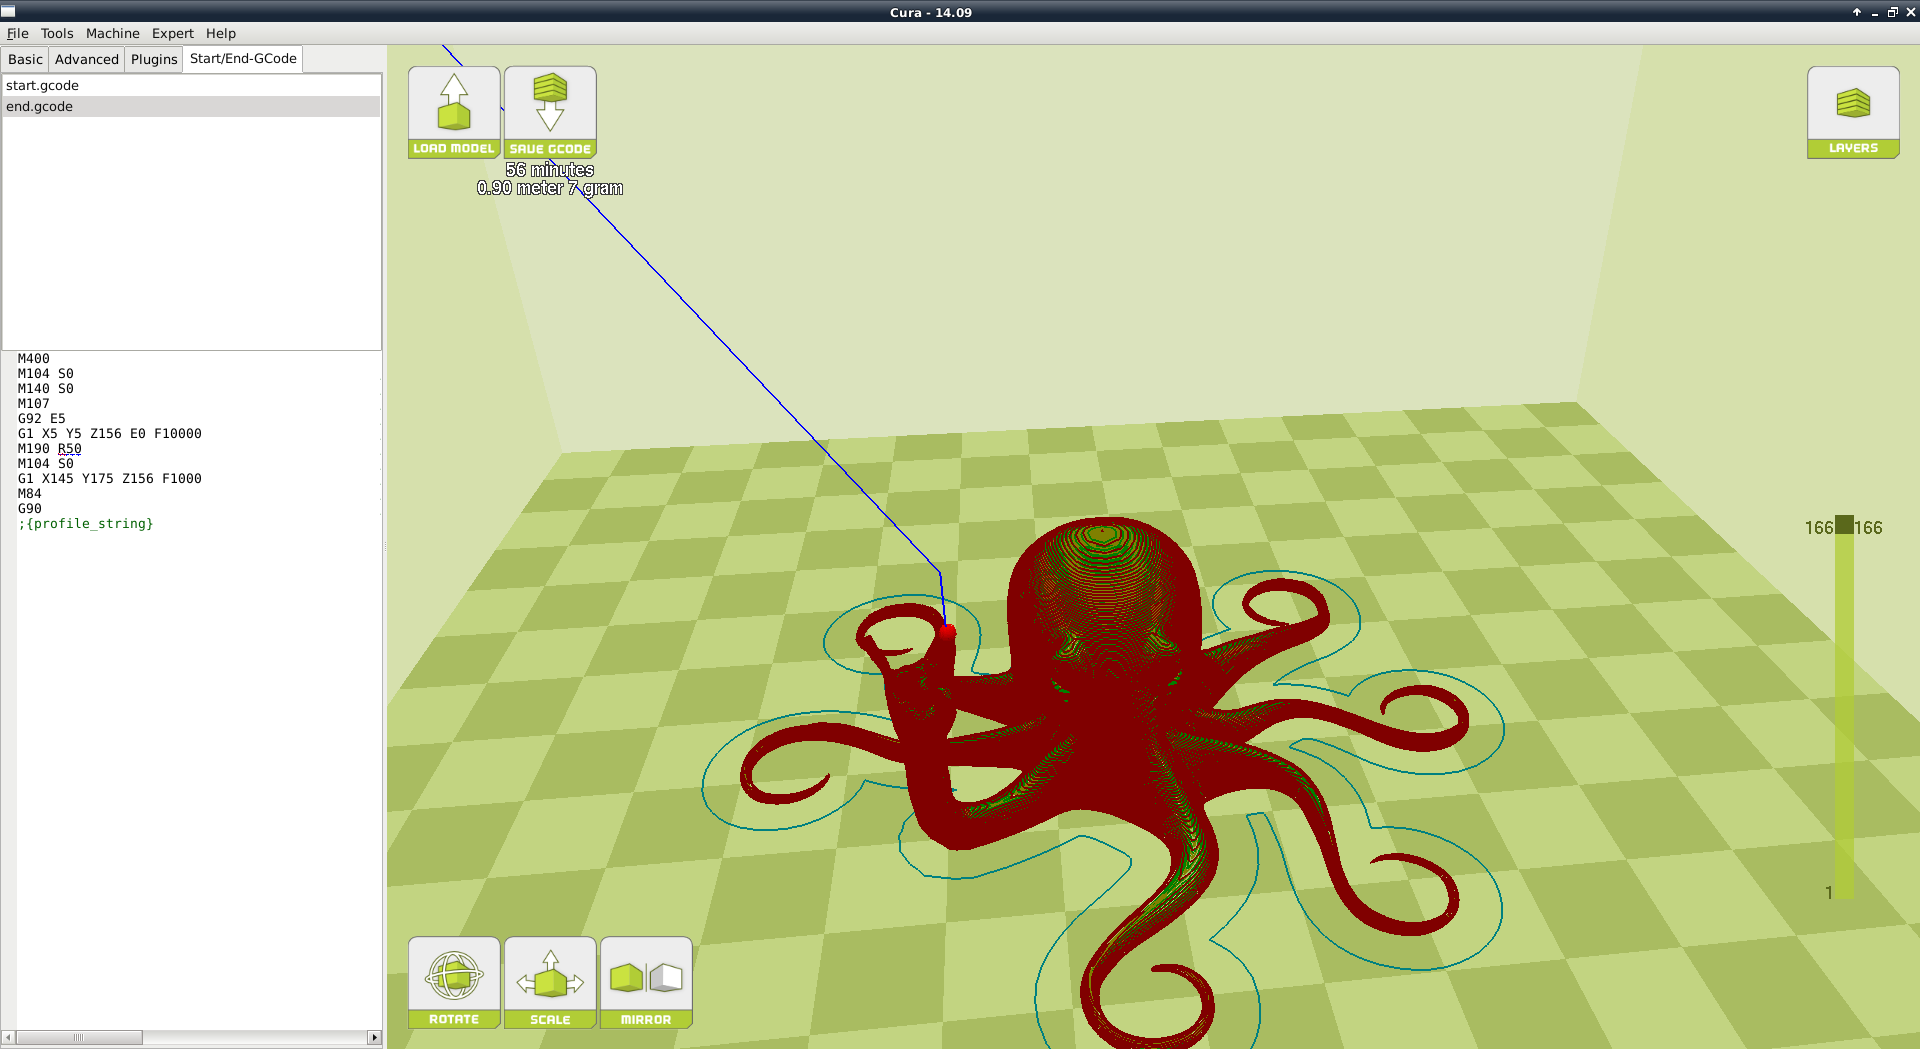 Cura - 14.09
File Tools Machine Expert Help
Basic Advanced Plugins Start/End-GCode
start.gcode
end.gcode
M400
M104 S0
M140 S0
M107
G92 E5
G1 X5 Y5 Z156 E0 F10000
M190 R50
M104 S0
G1 X145 Y175 Z156 F1000
M84
G90
;{profile_string}
LOAD MODEL
SAVE GCODE
56 minutes
0.90 meter 7 gram
LAYERS
166 166
1
ROTATE
SCALE
MIRROR